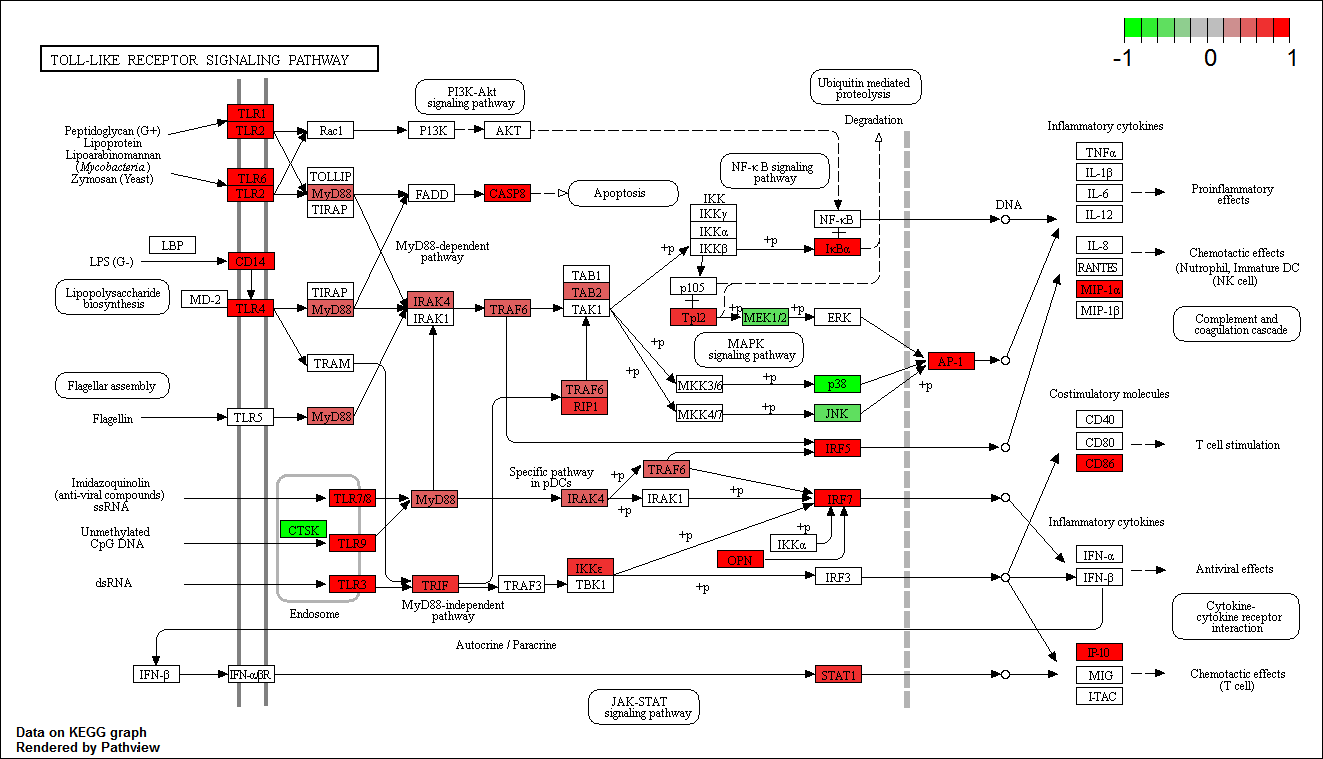 -1 0 1
TOLL-LIKE RECEPTOR SIGNALING PATHWAY
PI3K-Akt
signaling pathway
Ubiquitin mediated
proteolysis
Degradation
TLR1
TLR2
Peptidoglycan (G+)
Lipoprotein
Lipoarabinomannan
(Mycobacteria)
Zymosan (Yeast)
TLR6
TLR2
Rac1
P13K
AKT
TOLLIP
MyD88
TIRAP
FADD
CASP8
Apoptosis
NF-κB signaling
pathway
IKK
IKKγ
IKKα
IKKβ
NF-κB
IκBα
+p
+p
DNA
Inflammatory cytokines
TNFα
IL-1β
IL-6
IL-12
Proinflammatory
effects
IL-8
RANTES
MIP-1α
MIP-1β
Chemotactic effects
(Nutrophil, Immature DC
(NK cell)
Complement and
coagulation cascade
LBP
LPS (G-)
CD14
MyD88-dependent
pathway
Lipopolysaccharide
biosynthesis
MD-2
TLR4
TIRAP
MyD88
IRAK4
IRAK1
TRAF6
TAB1
TAB2
TAK1
p105
Tpl2
+p
MEK1/2
+p
ERK
MAPK
signaling pathway
TRAM
+p
+p
MKK3/6
+p
p38
MKK4/7
+p
JNK
AP-1
+p
Flagellar assembly
Flagellin
TLR5
MyD88
TRAF6
RIP1
IRF5
Costimulatory molecules
CD40
CD80
CD86
T cell stimulation
Imidazoquinolin
(anti-viral compounds)
ssRNA
TLR7/8
MyD88
Specific pathway
in pDCs
IRAK4
+p
+p
TRAF6
IRAK1
+p
IRF7
Unmethylated
CpG DNA
CTSK
TLR9
+p
OPN
IKKα
+p
Inflammatory cytokines
IFN-α
IFN-β
Antiviral effects
dsRNA
TLR3
Endosome
TRIF
MyD88-independent
pathway
TRAF3
IKKε
TBK1
+p
IRF3
Cytokine-
cytokine receptor
interaction
Autocrine / Paracrine
IFN-β
IFN-α/βR
STAT1
IP-10
MIG
I-TAC
Chemotactic effects
(T cell)
JAK-STAT
signaling pathway
Data on KEGG graph
Rendered by Pathview